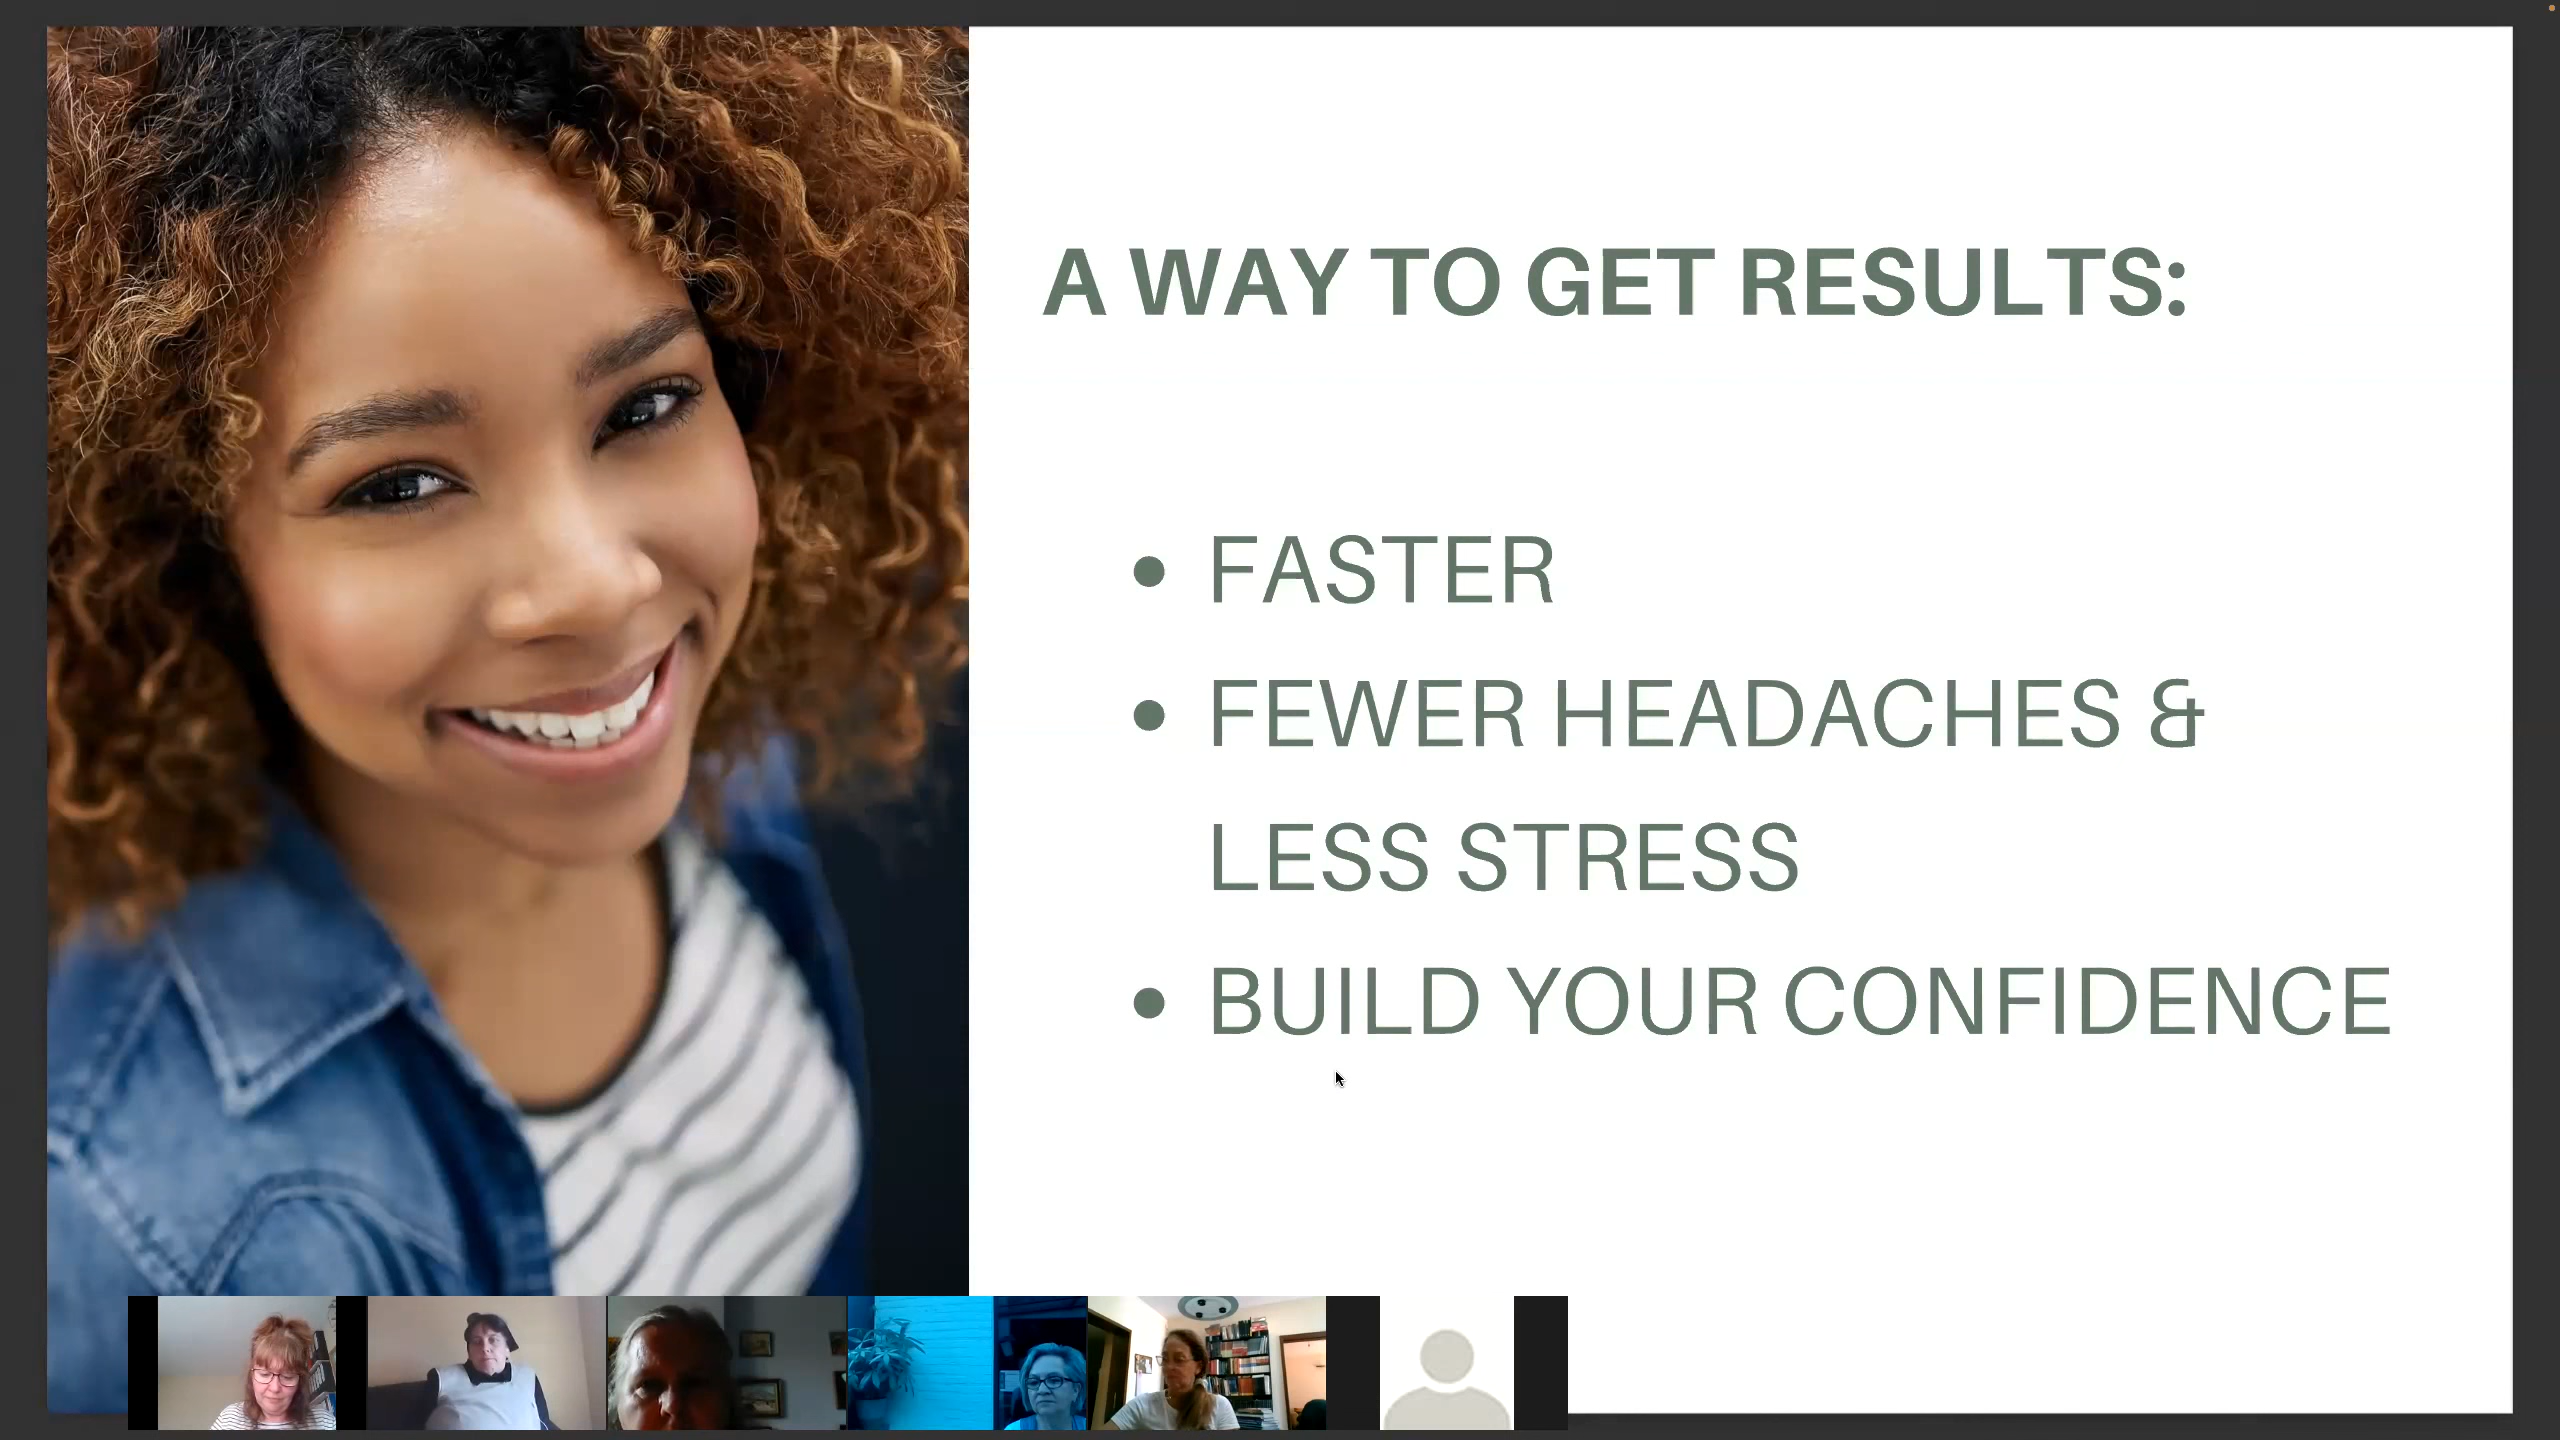 A WAY TO GET RESULTS:
• FASTER
• FEWER HEADACHES &
LESS STRESS
• BUILD YOUR CONFIDENCE